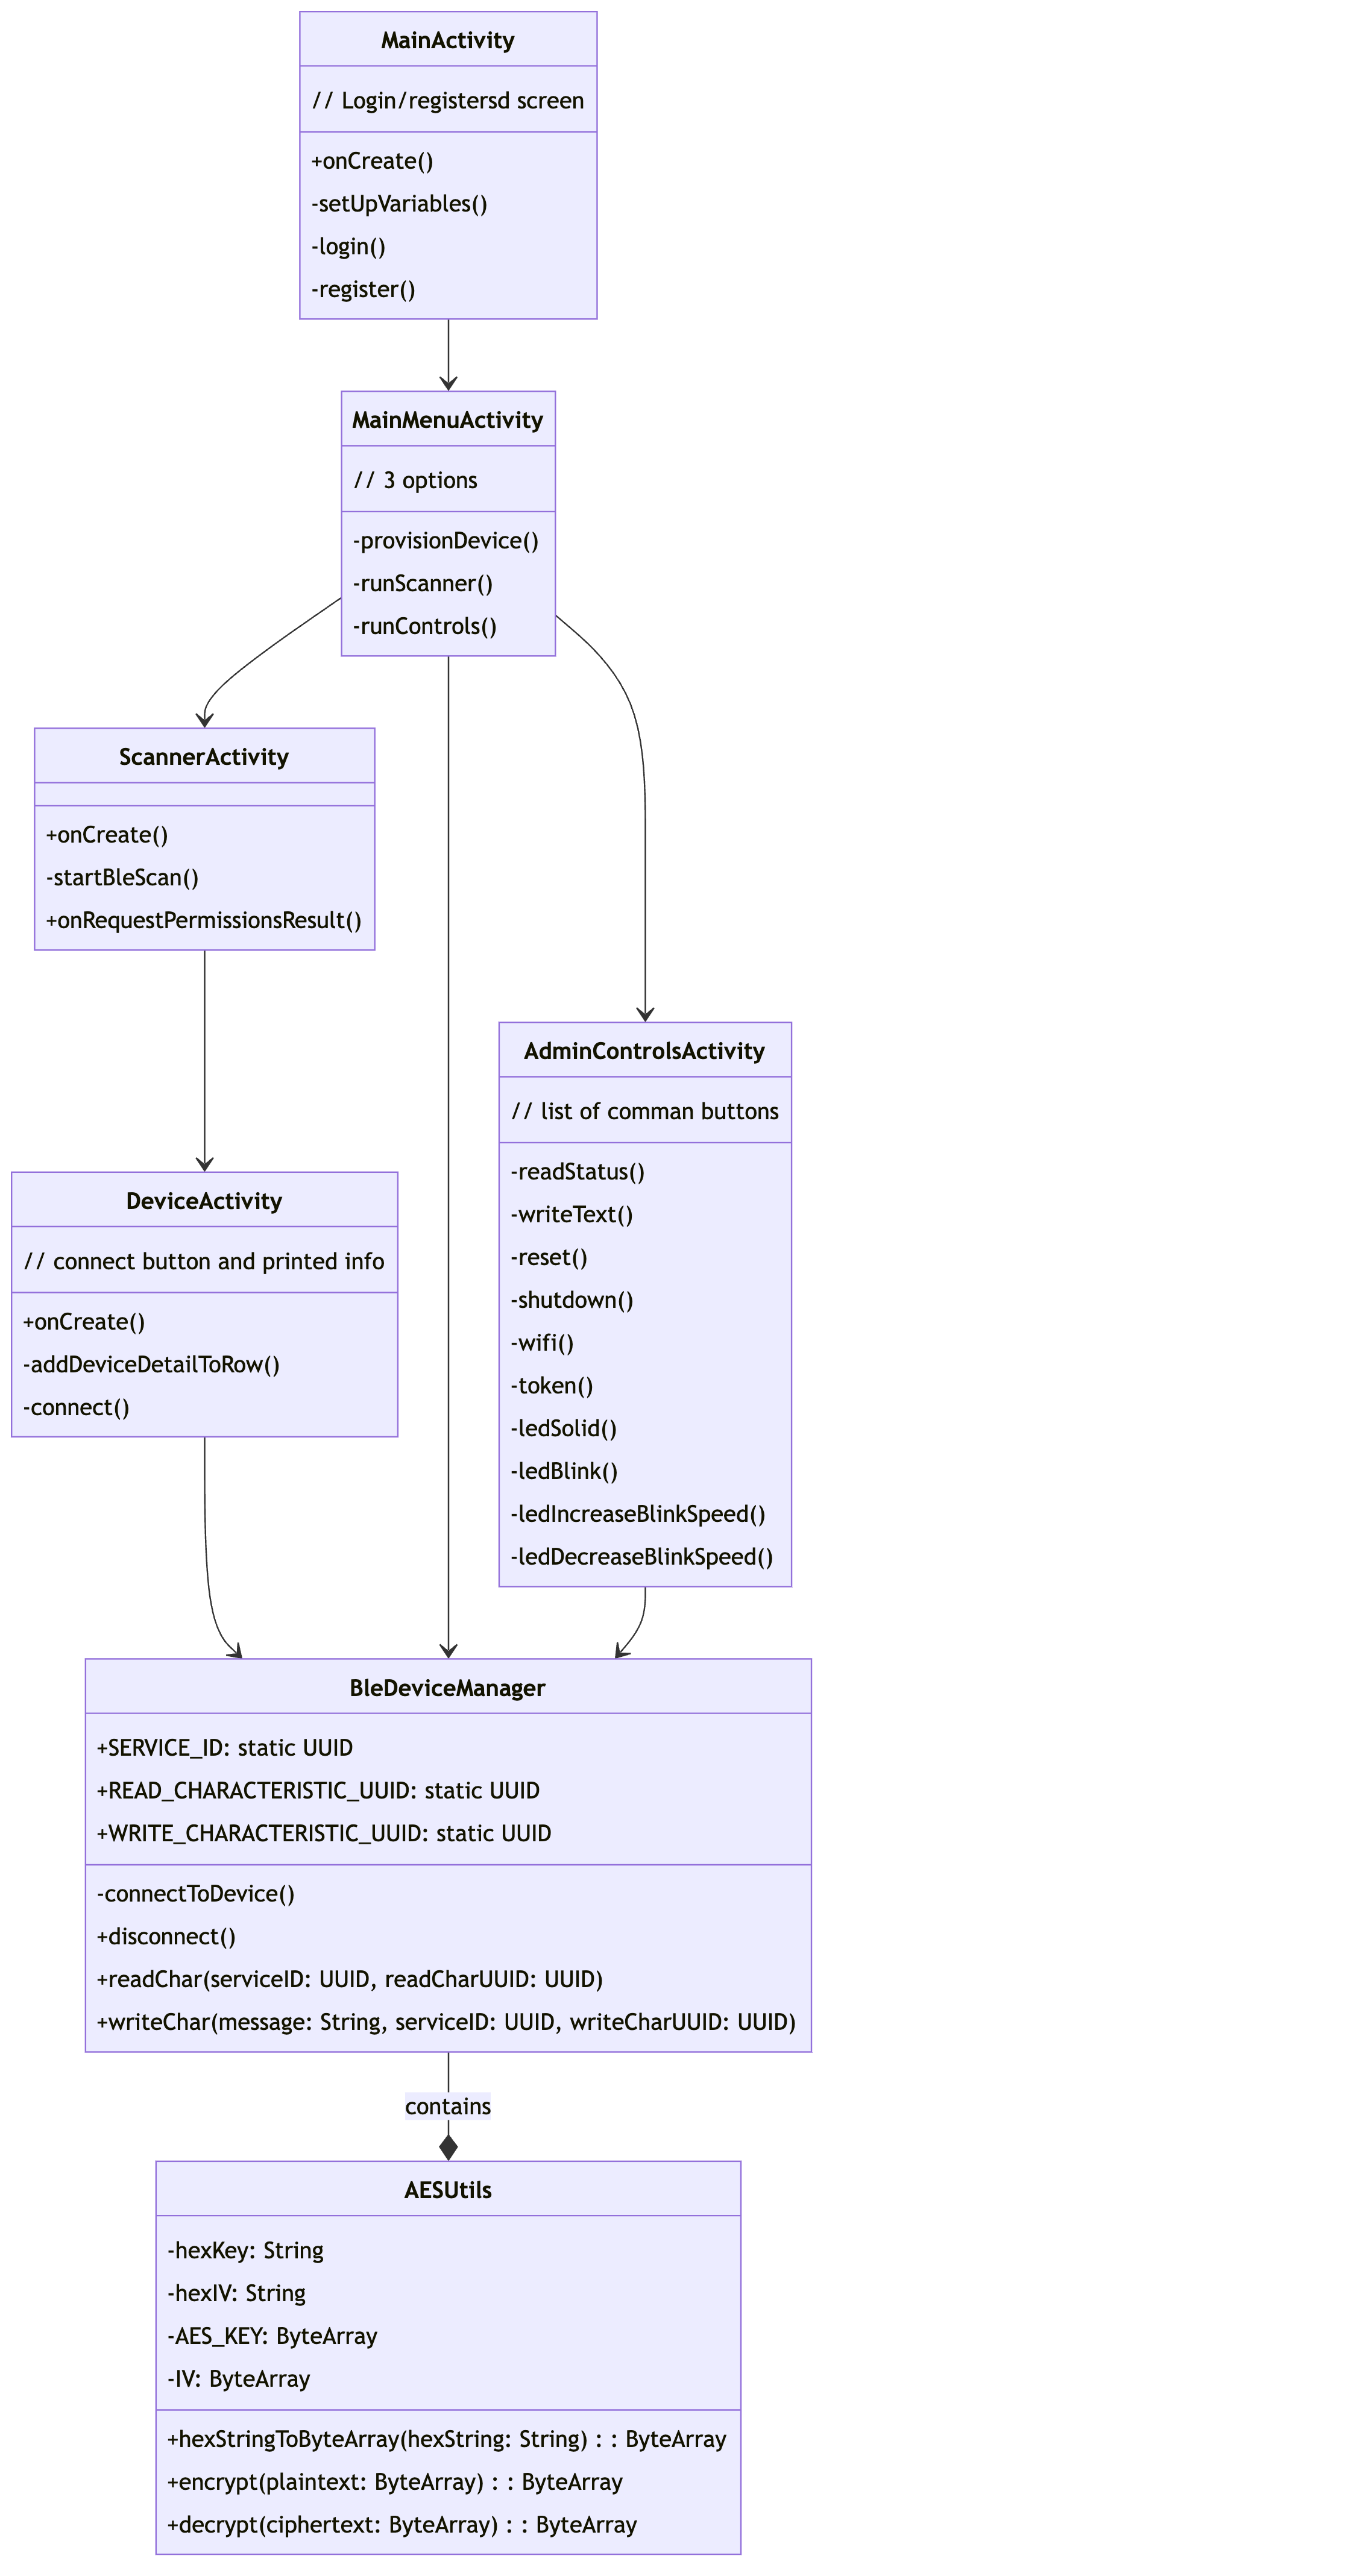 MainActivity
// Login/registersd screen
+onCreate()
-setUpVariables()
-login()
-register()
MainMenuActivity
// 3 options
-provisionDevice()
-runScanner()
-runControls()
ScannerActivity
+onCreate()
-startBleScan()
+onRequestPermissionsResult()
AdminControlsActivity
// list of comman buttons
-readStatus()
-writeText()
-reset()
-shutdown()
-wifi()
-token()
-ledSolid()
-ledBlink()
-ledIncreaseBlinkSpeed()
-ledDecreaseBlinkSpeed()
DeviceActivity
// connect button and printed info
+onCreate()
-addDeviceDetailToRow()
-connect()
BleDeviceManager
+SERVICE_ID: static UUID
+READ_CHARACTERISTIC_UUID: static UUID
+WRITE_CHARACTERISTIC_UUID: static UUID
-connectToDevice()
+disconnect()
+readChar(serviceID: UUID, readCharUUID: UUID)
+writeChar(message: String, serviceID: UUID, writeCharUUID: UUID)
contains
AESUtils
-hexKey: String
-hexIV: String
-AES_KEY: ByteArray
-IV: ByteArray
+hexStringToByteArray(hexString: String) : : ByteArray
+encrypt(plaintext: ByteArray) : : ByteArray
+decrypt(ciphertext: ByteArray) : : ByteArray